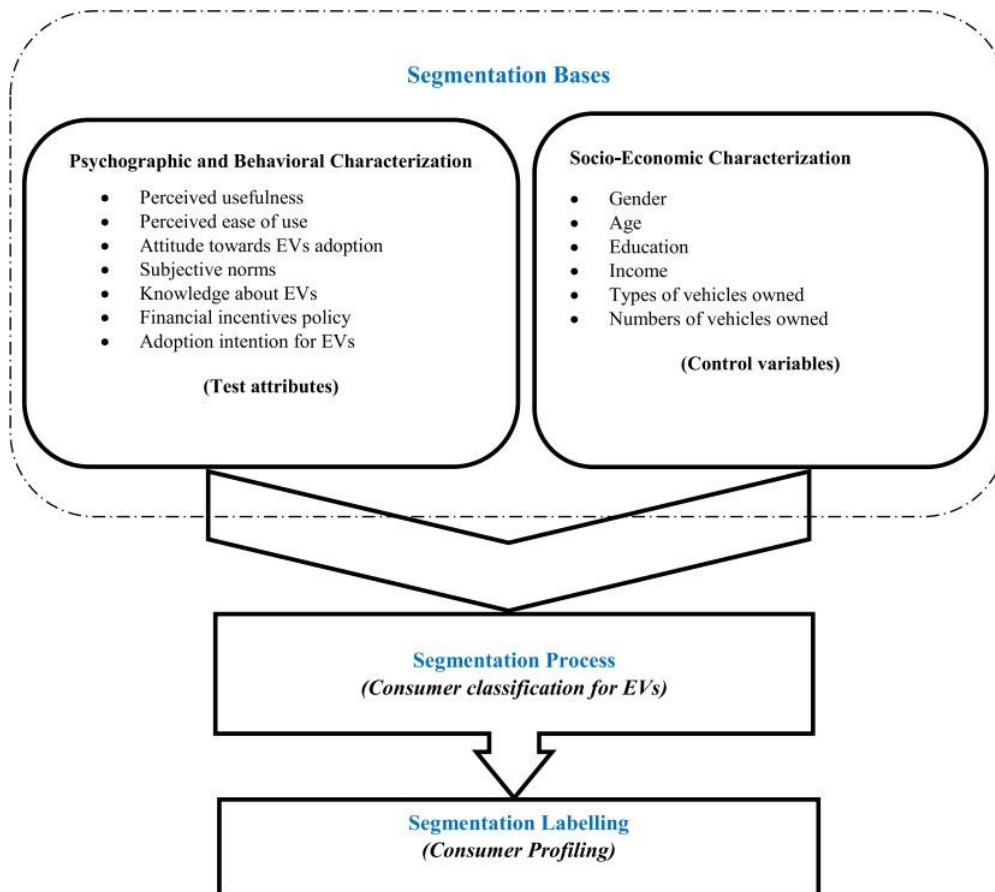 Segmentation Bases
Psychographic and Behavioral Characterization
• Perceived usefulness
• Perceived ease of use
• Attitude towards EVs adoption
• Subjective norms
• Knowledge about EVs
• Financial incentives policy
• Adoption intention for EVs
(Test attributes)
Socio-Economic Characterization
• Gender
• Age
• Education
• Income
• Types of vehicles owned
• Numbers of vehicles owned
(Control variables)
Segmentation Process
(Consumer classification for EVs)
Segmentation Labelling
(Consumer Profiling)